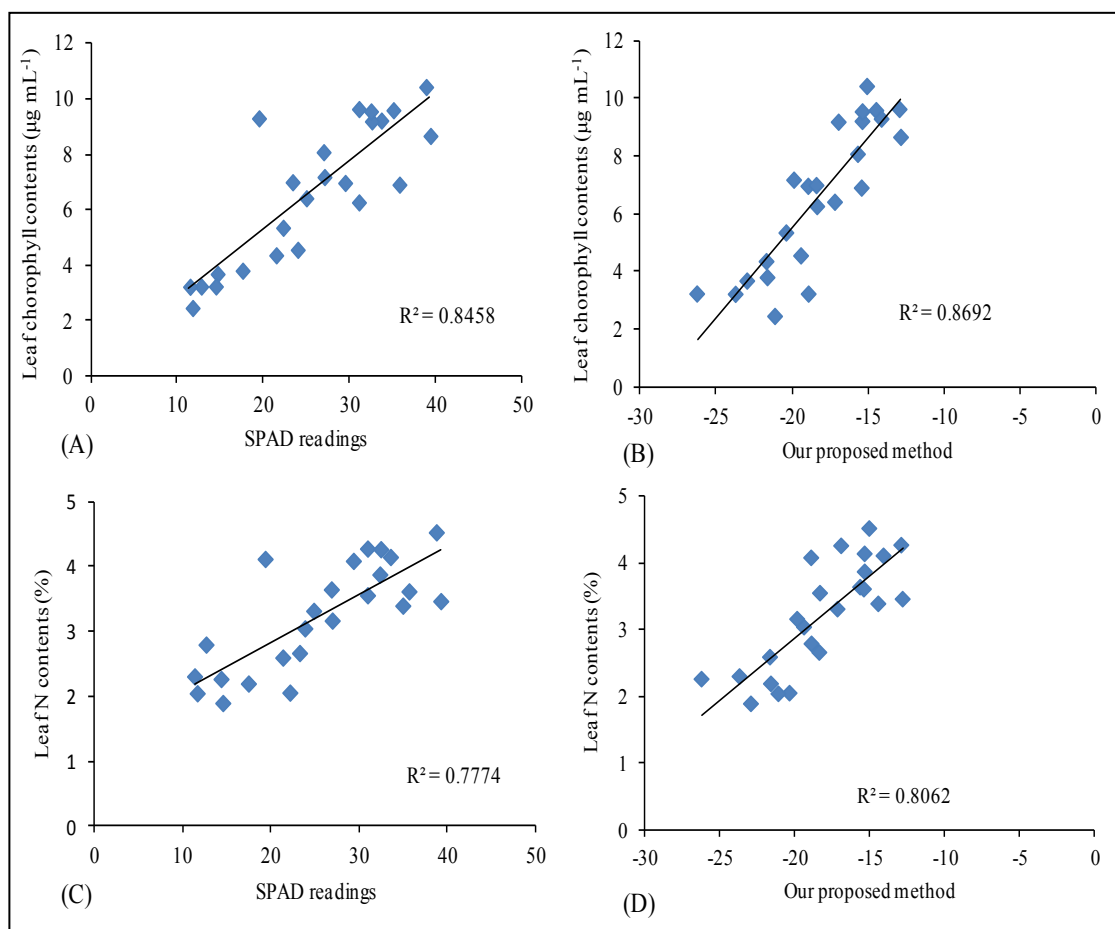 Leaf chorophyll contents (µg mL⁻¹)
12
10
8
6
4
2
0
0 10 20 30 40 50
R² = 0.8458
SPAD readings
(A)
Leaf chorophyll contents (µg mL⁻¹)
12
10
8
6
4
2
0
-30 -25 -20 -15 -10 -5 0
R² = 0.8692
Our proposed method
(B)
Leaf N contents (%)
5
4
3
2
1
0
0 10 20 30 40 50
R² = 0.7774
SPAD readings
(C)
Leaf N contents (%)
5
4
3
2
1
0
-30 -25 -20 -15 -10 -5 0
R² = 0.8062
Our proposed method
(D)